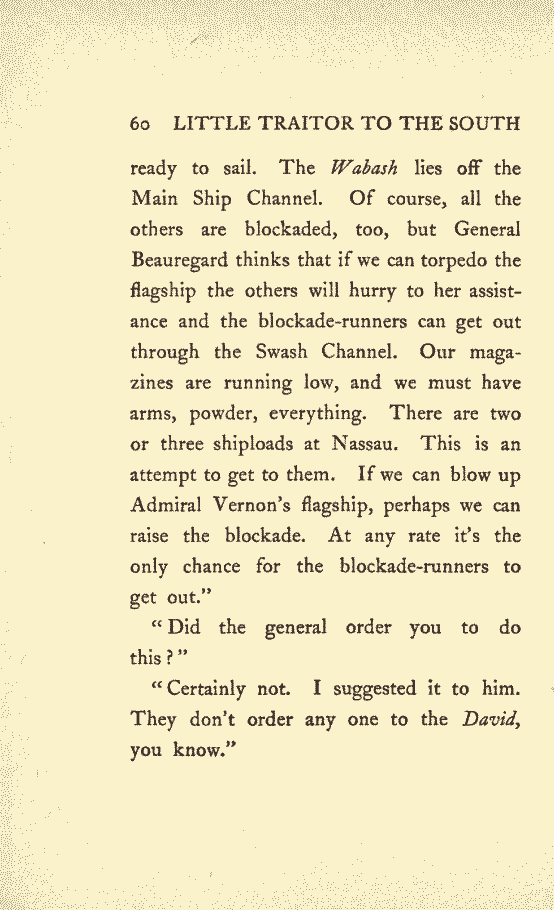 60 LITTLE TRAITOR TO THE SOUTH
ready to sail. The Wabash lies off the
Main Ship Channel. Of course, all the
others are blockaded, too, but General
Beauregard thinks that if we can torpedo the
flagship the others will hurry to her assist-
ance and the blockade-runners can get out
through the Swash Channel. Our maga-
zines are running low, and we must have
arms, powder, everything. There are two
or three shiploads at Nassau. This is an
attempt to get to them. If we can blow up
Admiral Vernon's flagship, perhaps we can
raise the blockade. At any rate it's the
only chance for the blockade-runners to
get out."
"Did the general order you to do
this?"
"Certainly not. I suggested it to him.
They don't order any one to the David,
you know."